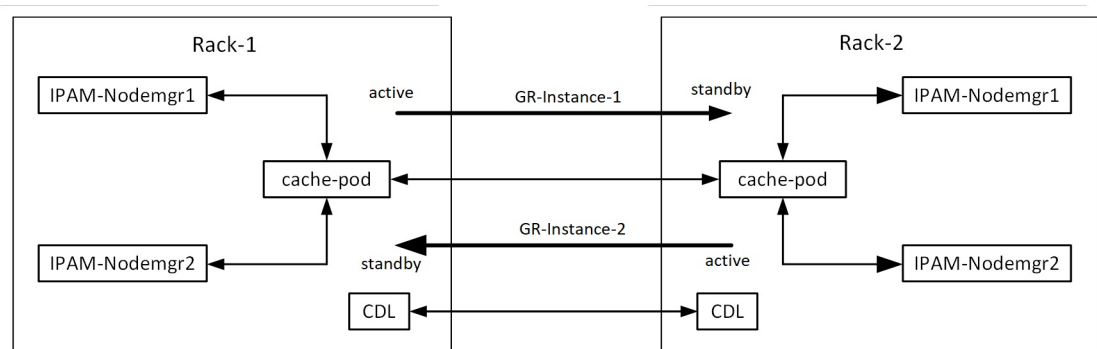 Rack-1
Rack-2
IPAM-Nodemgr1
active
GR-Instance-1
standby
IPAM-Nodemgr1
cache-pod
cache-pod
IPAM-Nodemgr2
standby
GR-Instance-2
active
IPAM-Nodemgr2
CDL
CDL